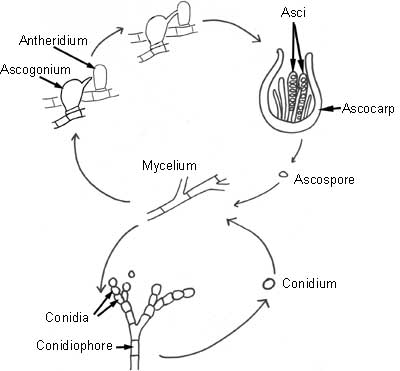 Asci
Antheridium
Ascogonium
Ascocarp
Mycelium
Ascospore
Conidium
Conidia
Conidiophore